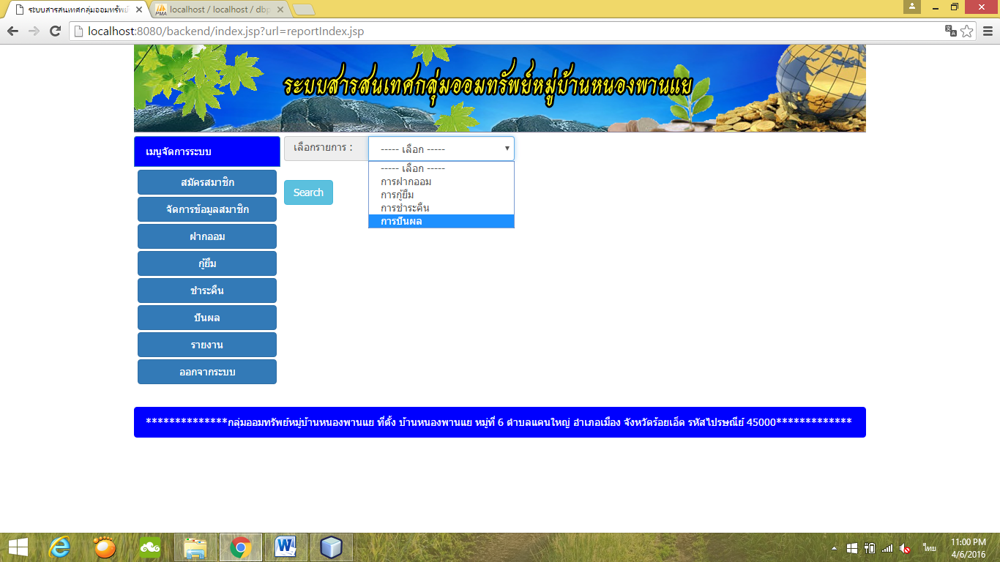 ระบบสารสนเทศกลุ่มออมทรัพย์
localhost / localhost / dbp
localhost:8080/backend/index.jsp?url=reportIndex.jsp
ระบบสารสนเทศกลุ่มออมทรัพย์หมู่บ้านหนองพานแย
เมนูจัดการระบบ
เลือกรายการ :
----- เลือก -----
----- เลือก -----
การฝากออม
การกู้ยืม
การชำระคืน
การปันผล
Search
สมัครสมาชิก
จัดการข้อมูลสมาชิก
ฝากออม
กู้ยืม
ชำระคืน
ปันผล
รายงาน
ออกจากระบบ
**************กลุ่มออมทรัพย์หมู่บ้านหนองพานแย ที่ตั้ง บ้านหนองพานแย หมู่ที่ 6 ตำบลแคนใหญ่ อำเภอเมือง จังหวัดร้อยเอ็ด รหัสไปรษณีย์ 45000*************
ไทย
11:00 PM
4/6/2016